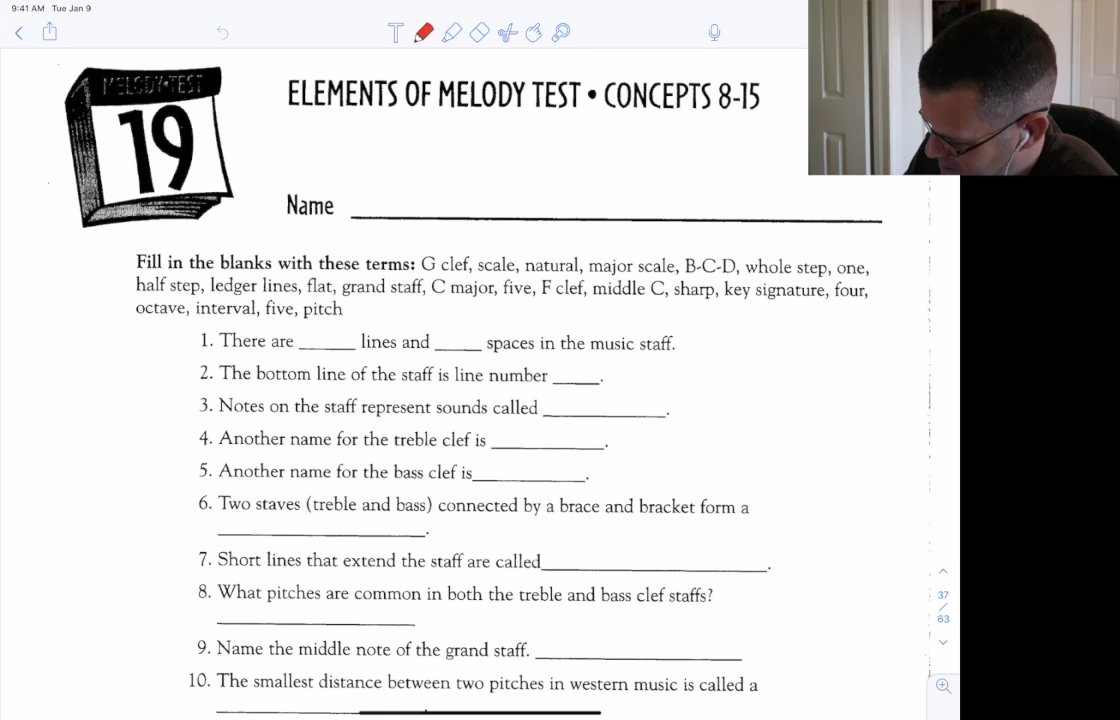 9:41 AM Tue Jan 9
MELODY•TEST
19
ELEMENTS OF MELODY TEST • CONCEPTS 8-15
Name
Fill in the blanks with these terms: G clef, scale, natural, major scale, B-C-D, whole step, one,
half step, ledger lines, flat, grand staff, C major, five, F clef, middle C, sharp, key signature, four,
octave, interval, five, pitch
1. There are ______ lines and _____ spaces in the music staff.
2. The bottom line of the staff is line number _____.
3. Notes on the staff represent sounds called _____________.
4. Another name for the treble clef is ____________.
5. Another name for the bass clef is____________.
6. Two staves (treble and bass) connected by a brace and bracket form a
______________________.
7. Short lines that extend the staff are called________________________.
8. What pitches are common in both the treble and bass clef staffs?
_____________________
9. Name the middle note of the grand staff. ______________________
10. The smallest distance between two pitches in western music is called a
37
/
63